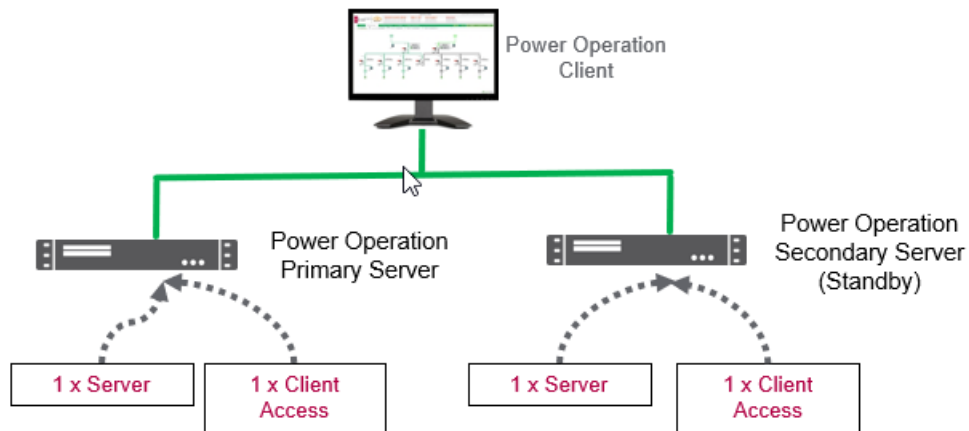 Power Operation
Client
Power Operation
Primary Server
Power Operation
Secondary Server
(Standby)
1 x Server
1 x Client
Access
1 x Server
1 x Client
Access